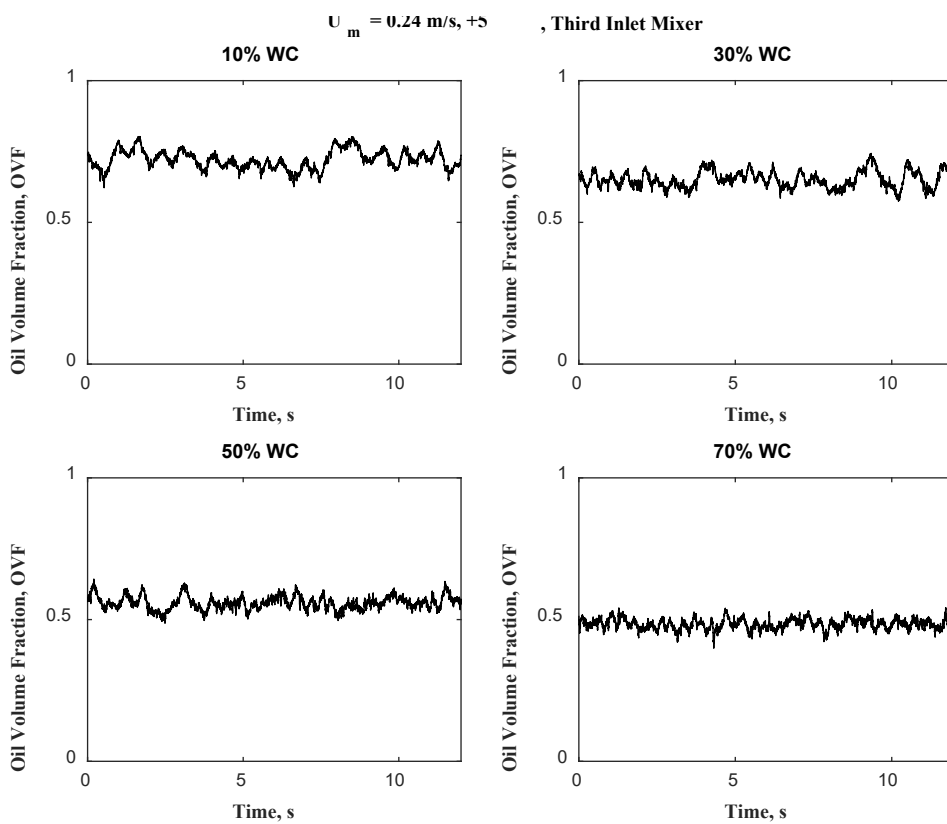 U m = 0.24 m/s, +5 , Third Inlet Mixer
10% WC
30% WC
1
0.5
0
0 5 10
Oil Volume Fraction, OVF
Time, s
1
0.5
0
0 5 10
Oil Volume Fraction, OVF
Time, s
50% WC
70% WC
1
0.5
0
0 5 10
Oil Volume Fraction, OVF
Time, s
1
0.5
0
0 5 10
Oil Volume Fraction, OVF
Time, s